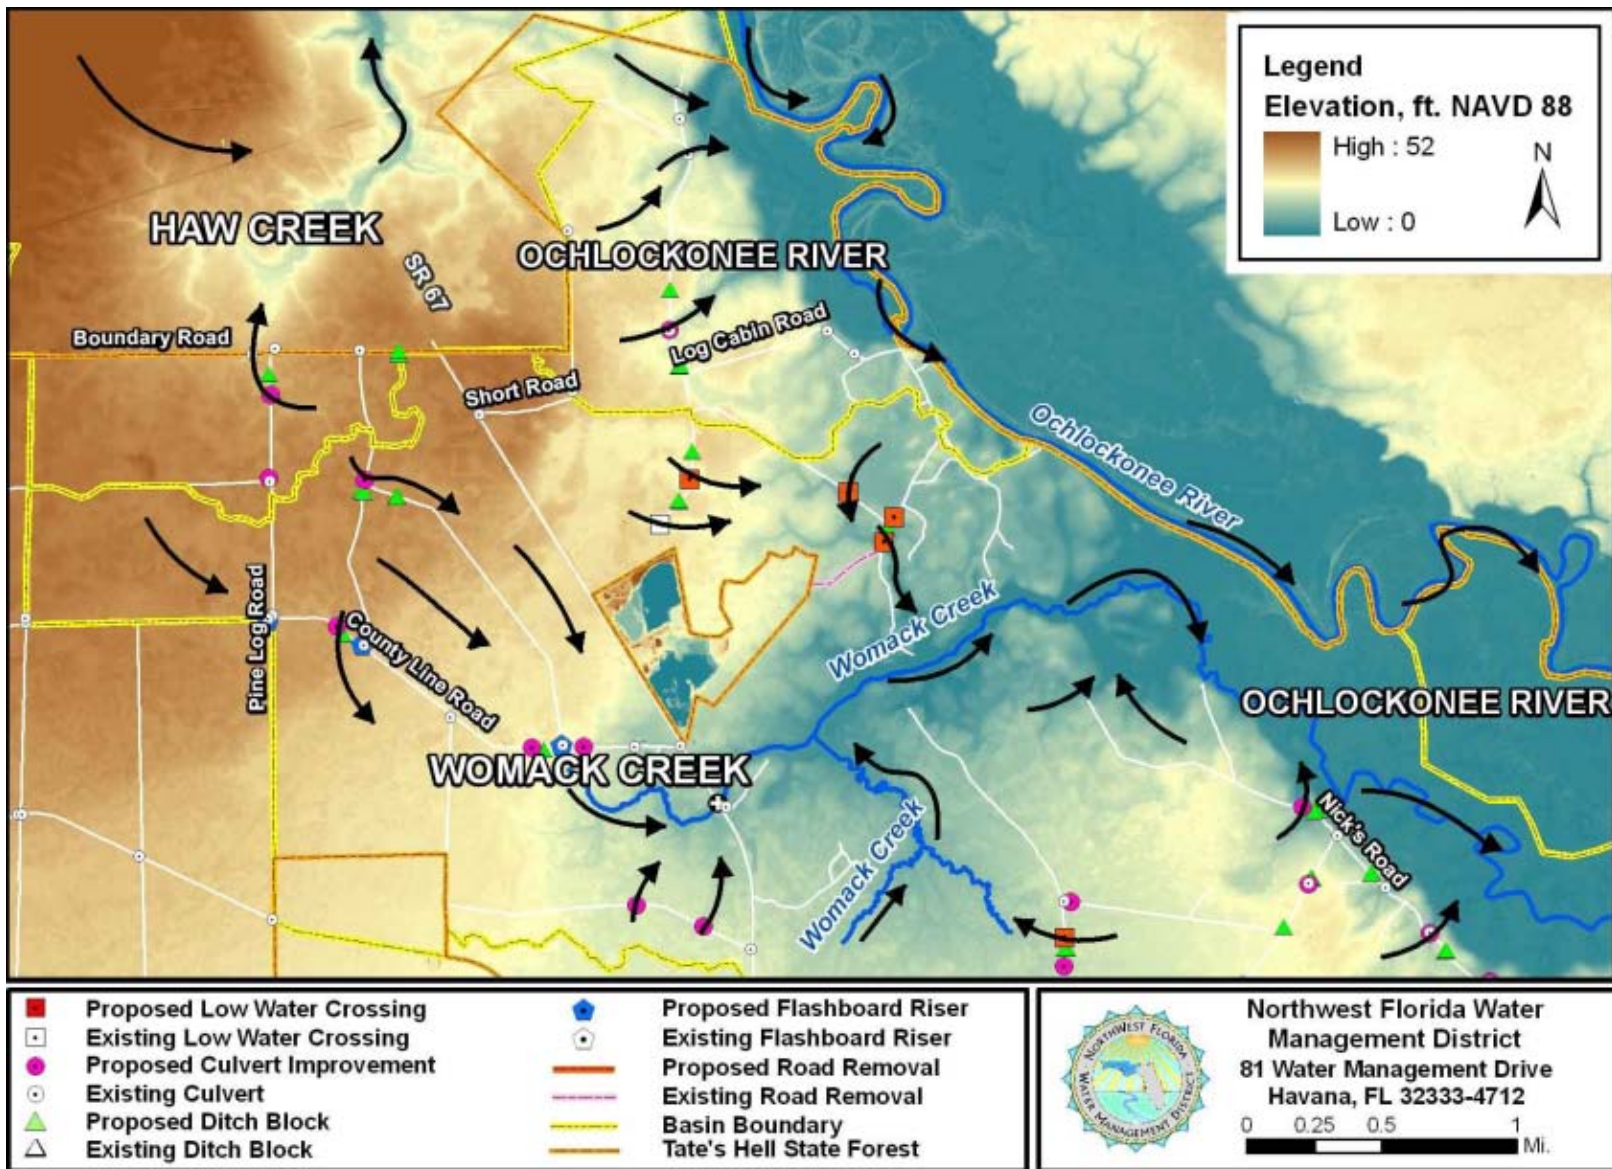 Legend
Elevation, ft. NAVD 88
High : 52
Low : 0
N
HAW CREEK
SR 67
OCHLOCKONEE RIVER
Boundary Road
Log Cabin Road
Short Road
Ochlockonee River
Pine Log Road
County Line Road
Womack Creek
OCHLOCKONEE RIVER
WOMACK CREEK
Womack Creek
Nick's Road
Proposed Low Water Crossing
Existing Low Water Crossing
Proposed Culvert Improvement
Existing Culvert
Proposed Ditch Block
Existing Ditch Block
Proposed Flashboard Riser
Existing Flashboard Riser
Proposed Road Removal
Existing Road Removal
Basin Boundary
Tate's Hell State Forest
NORTHWEST FLORIDA
WATER MANAGEMENT DISTRICT
Northwest Florida Water
Management District
81 Water Management Drive
Havana, FL 32333-4712
0 0.25 0.5 1
Mi.